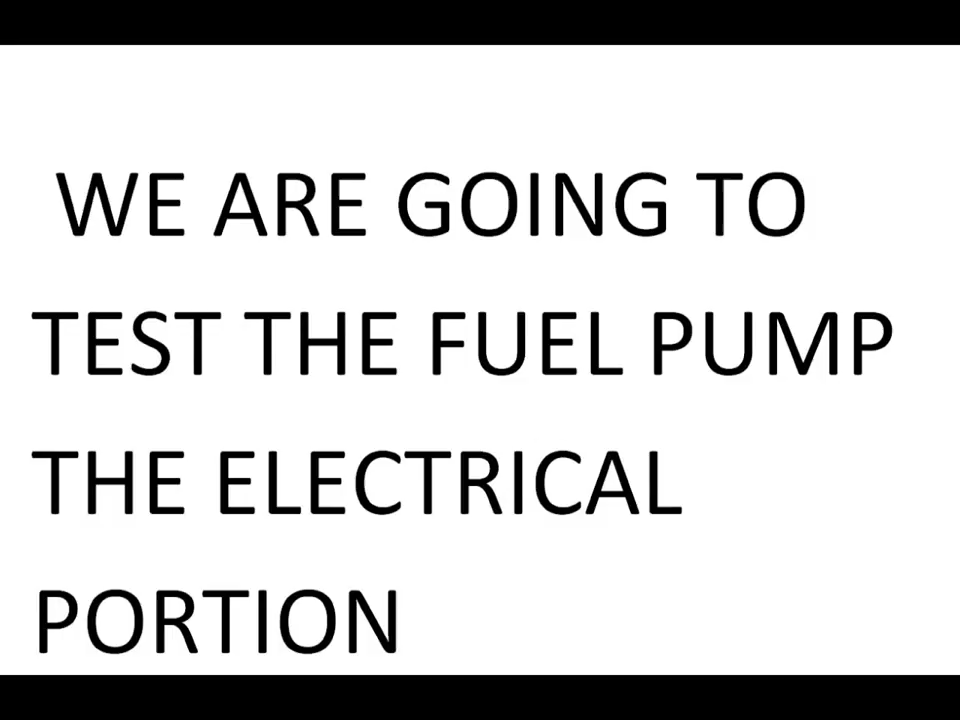 WE ARE GOING TO
TEST THE FUEL PUMP
THE ELECTRICAL
PORTION